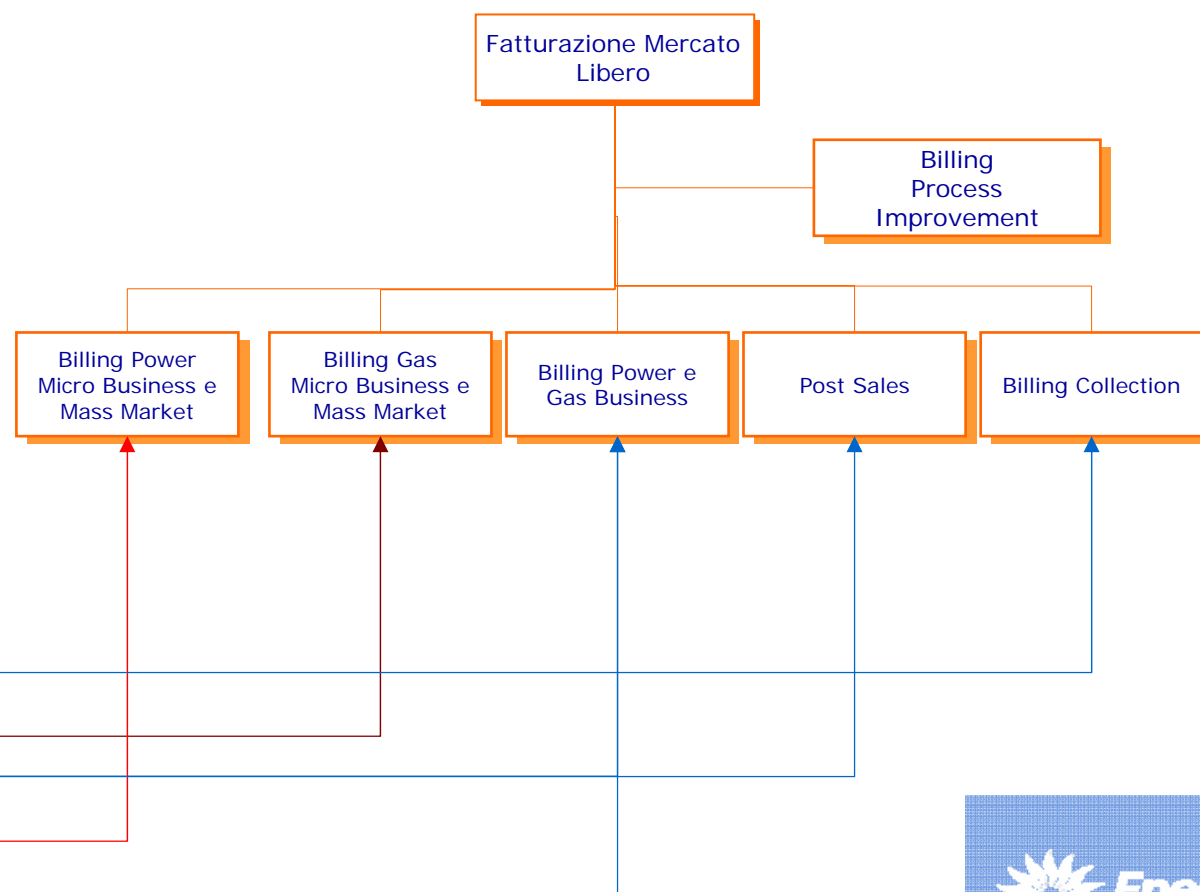 Fatturazione Mercato
Libero
Billing
Process
Improvement
Billing Power
Micro Business e
Mass Market
Billing Gas
Micro Business e
Mass Market
Billing Power e
Gas Business
Post Sales
Billing Collection